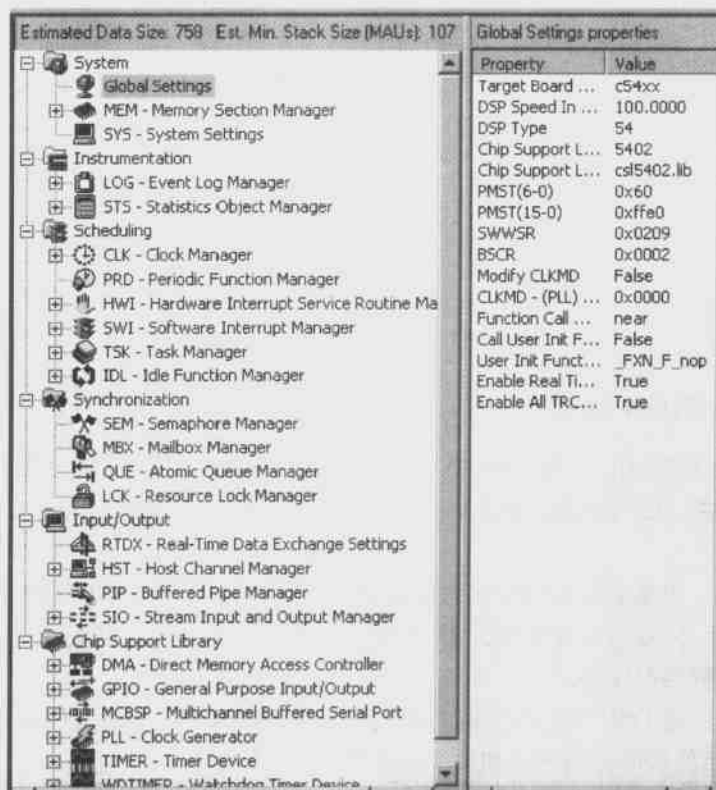 Estimated Data Size: 758 Est. Min. Stack Size (MAUs): 107
System
Global Settings
MEM - Memory Section Manager
SYS - System Settings
Instrumentation
LOG - Event Log Manager
STS - Statistics Object Manager
Scheduling
CLK - Clock Manager
PRD - Periodic Function Manager
HWI - Hardware Interrupt Service Routine Ma
SWI - Software Interrupt Manager
TSK - Task Manager
IDL - Idle Function Manager
Synchronization
SEM - Semaphore Manager
MBX - Mailbox Manager
QUE - Atomic Queue Manager
LCK - Resource Lock Manager
Input/Output
RTDX - Real-Time Data Exchange Settings
HST - Host Channel Manager
PIP - Buffered Pipe Manager
SIO - Stream Input and Output Manager
Chip Support Library
DMA - Direct Memory Access Controller
GPIO - General Purpose Input/Output
MCBSP - Multichannel Buffered Serial Port
PLL - Clock Generator
TIMER - Timer Device
WDTIMER - Watchdog Timer Device
Global Settings properties
Property Value
Target Board ... c54xx
DSP Speed In ... 100.0000
DSP Type 54
Chip Support L... 5402
Chip Support L... csl5402.lib
PMST(6-0) 0x60
PMST(15-0) 0xffe0
SWWSR 0x0209
BSCR 0x0002
Modify CLKMD False
CLKMD - (PLL) ... 0x0000
Function Call ... near
Call User Init F... False
User Init Funct... _FXN_F_nop
Enable Real Ti... True
Enable All TRC... True